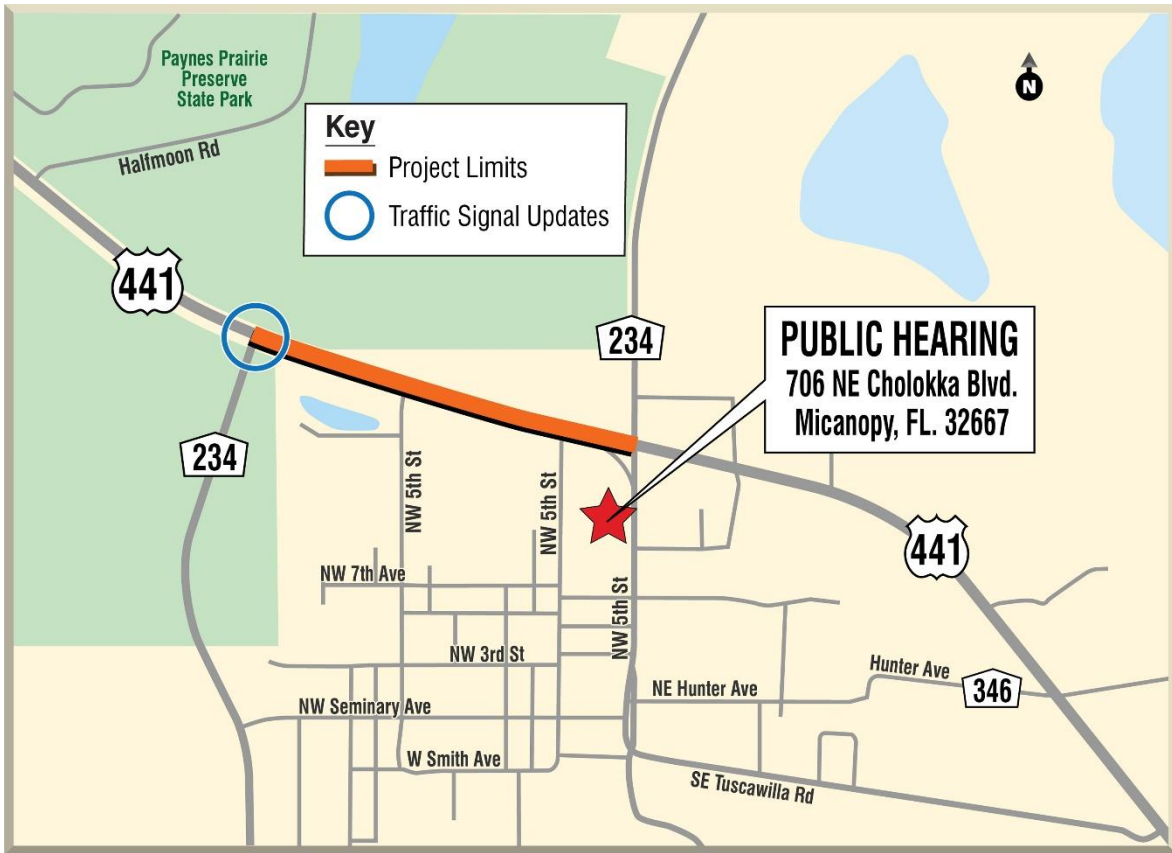 Paynes Prairie
Preserve
State Park
Halfmoon Rd
Key
Project Limits
Traffic Signal Updates
N
441
234
PUBLIC HEARING
706 NE Cholokka Blvd.
Micanopy, FL. 32667
234
NW 5th St
NW 5th St
441
NW 7th Ave
NW 5th St
NW 3rd St
Hunter Ave
346
NE Hunter Ave
NW Seminary Ave
W Smith Ave
SE Tuscawilla Rd